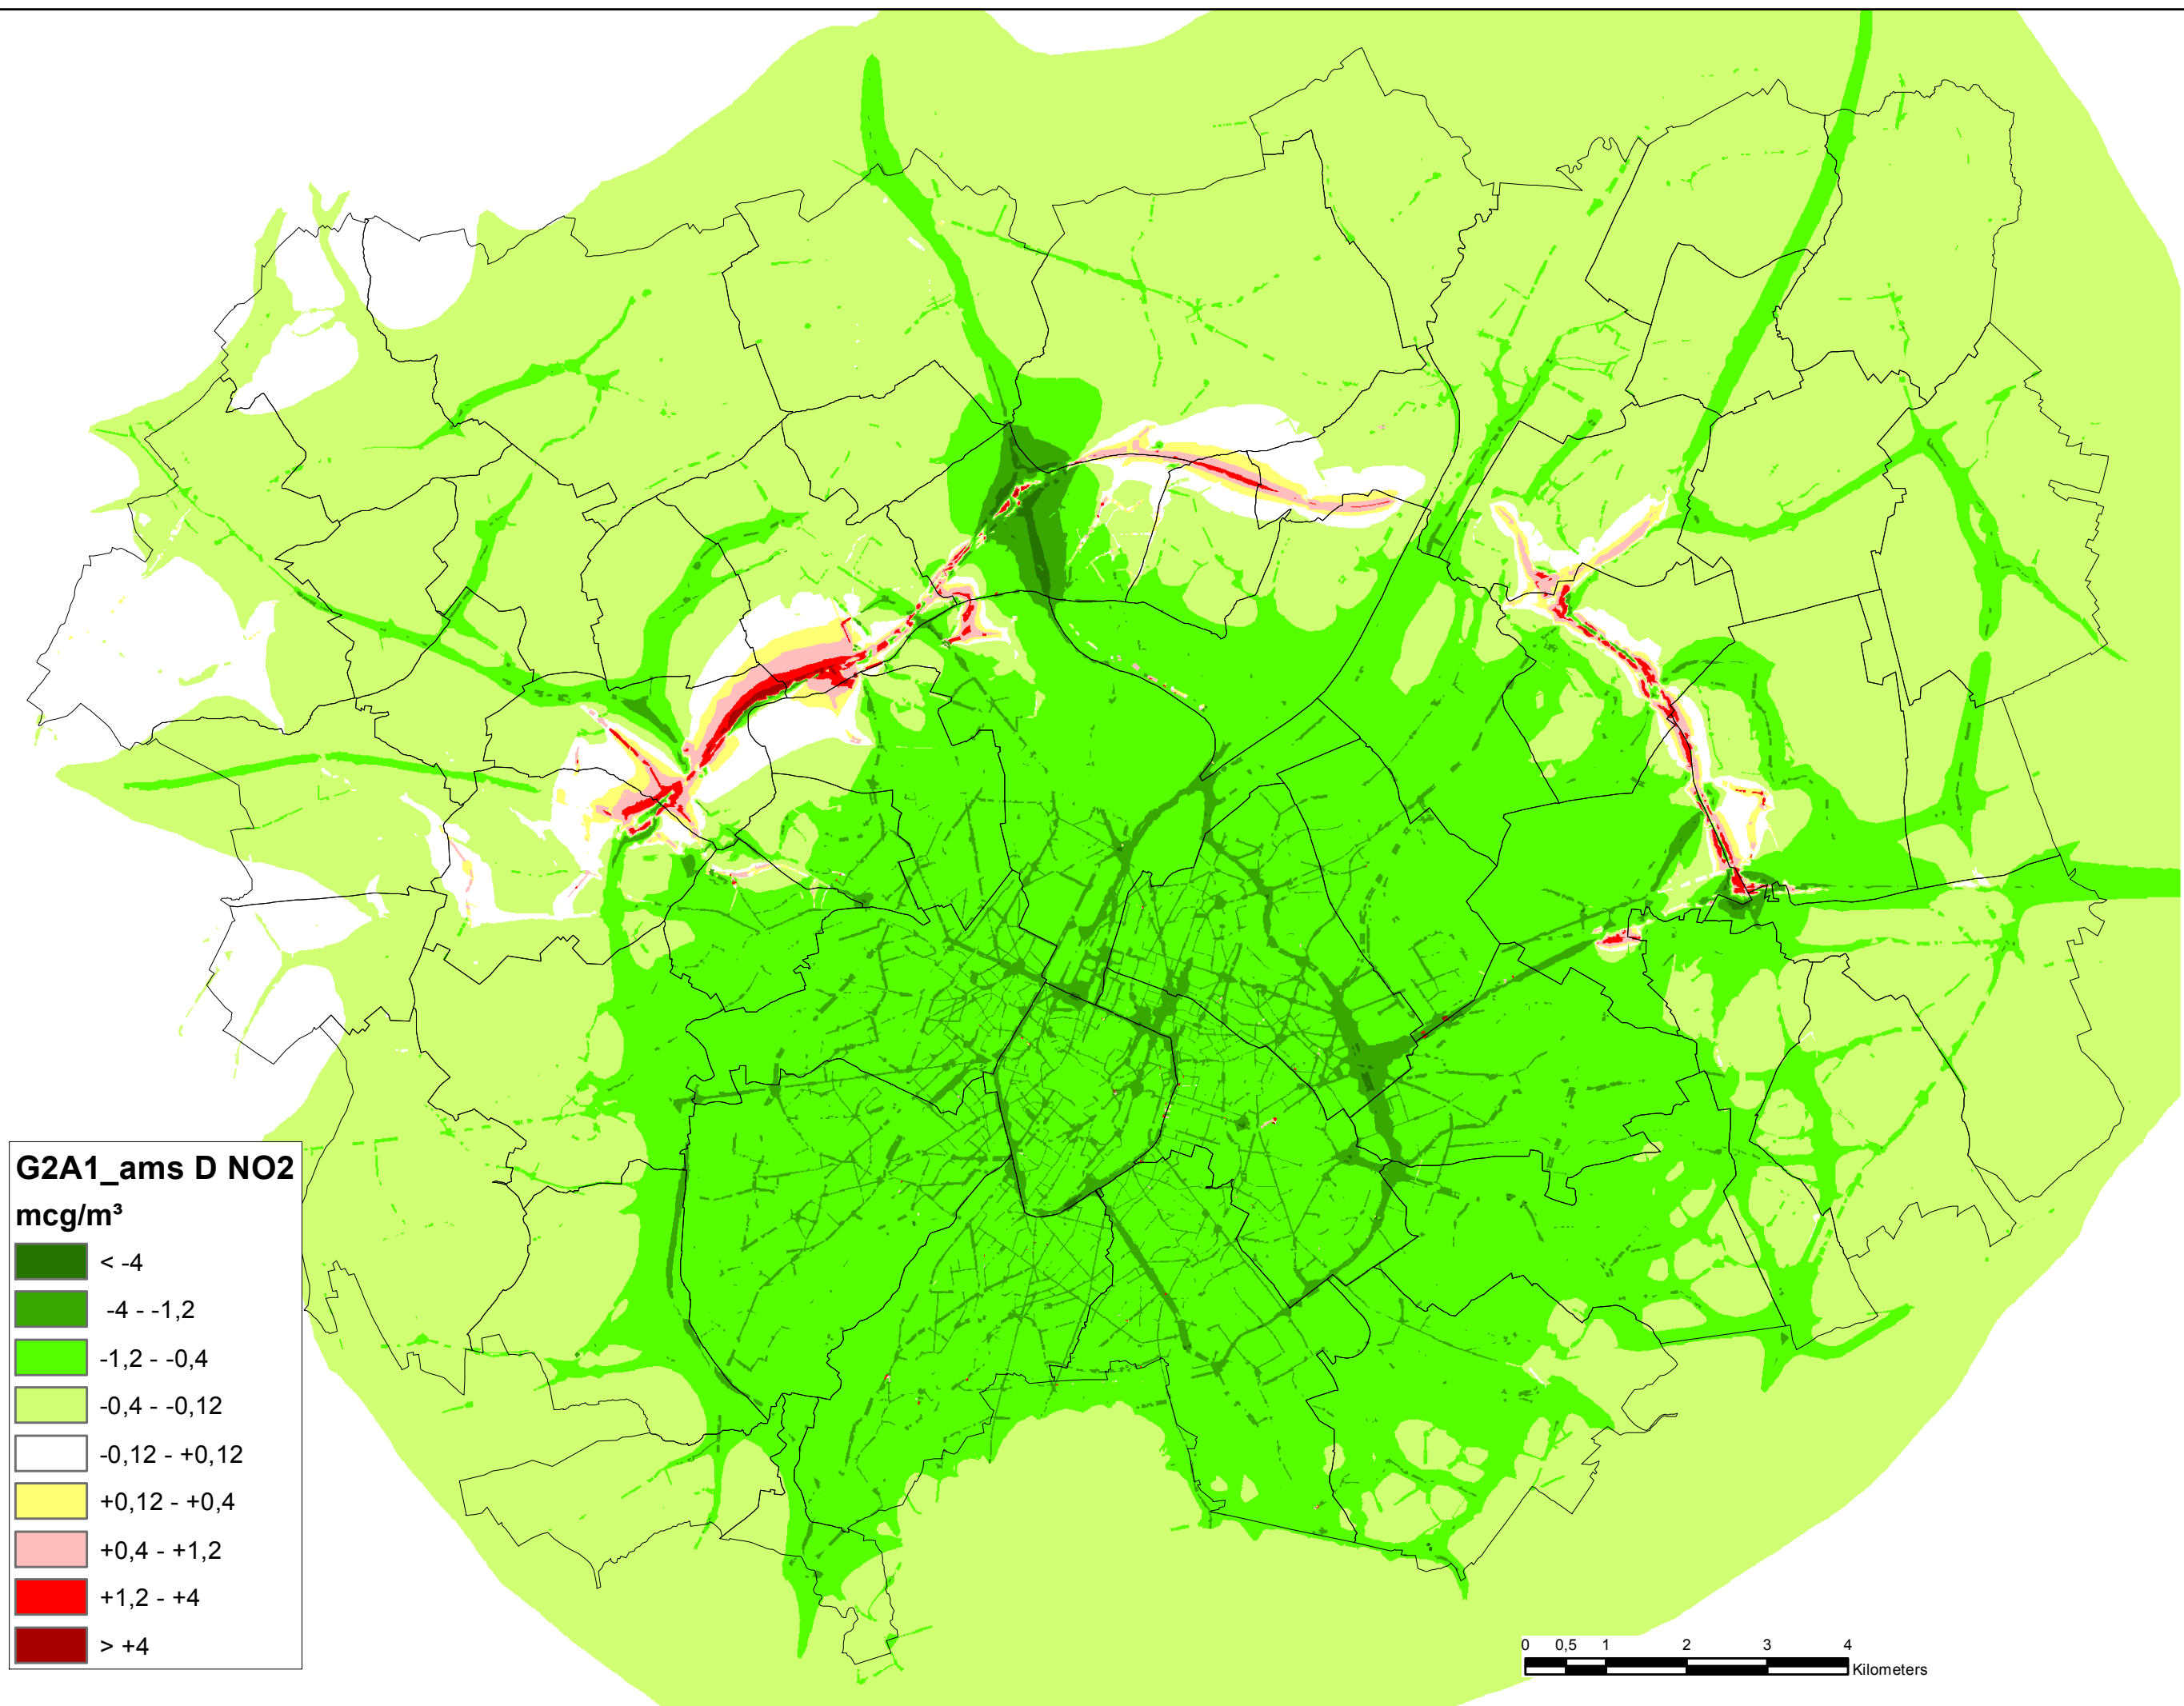 G2A1_ams D NO2
mcg/m³
< -4
-4 - -1,2
-1,2 - -0,4
-0,4 - -0,12
-0,12 - +0,12
+0,12 - +0,4
+0,4 - +1,2
+1,2 - +4
> +4
0 0,5 1 2 3 4
Kilometers